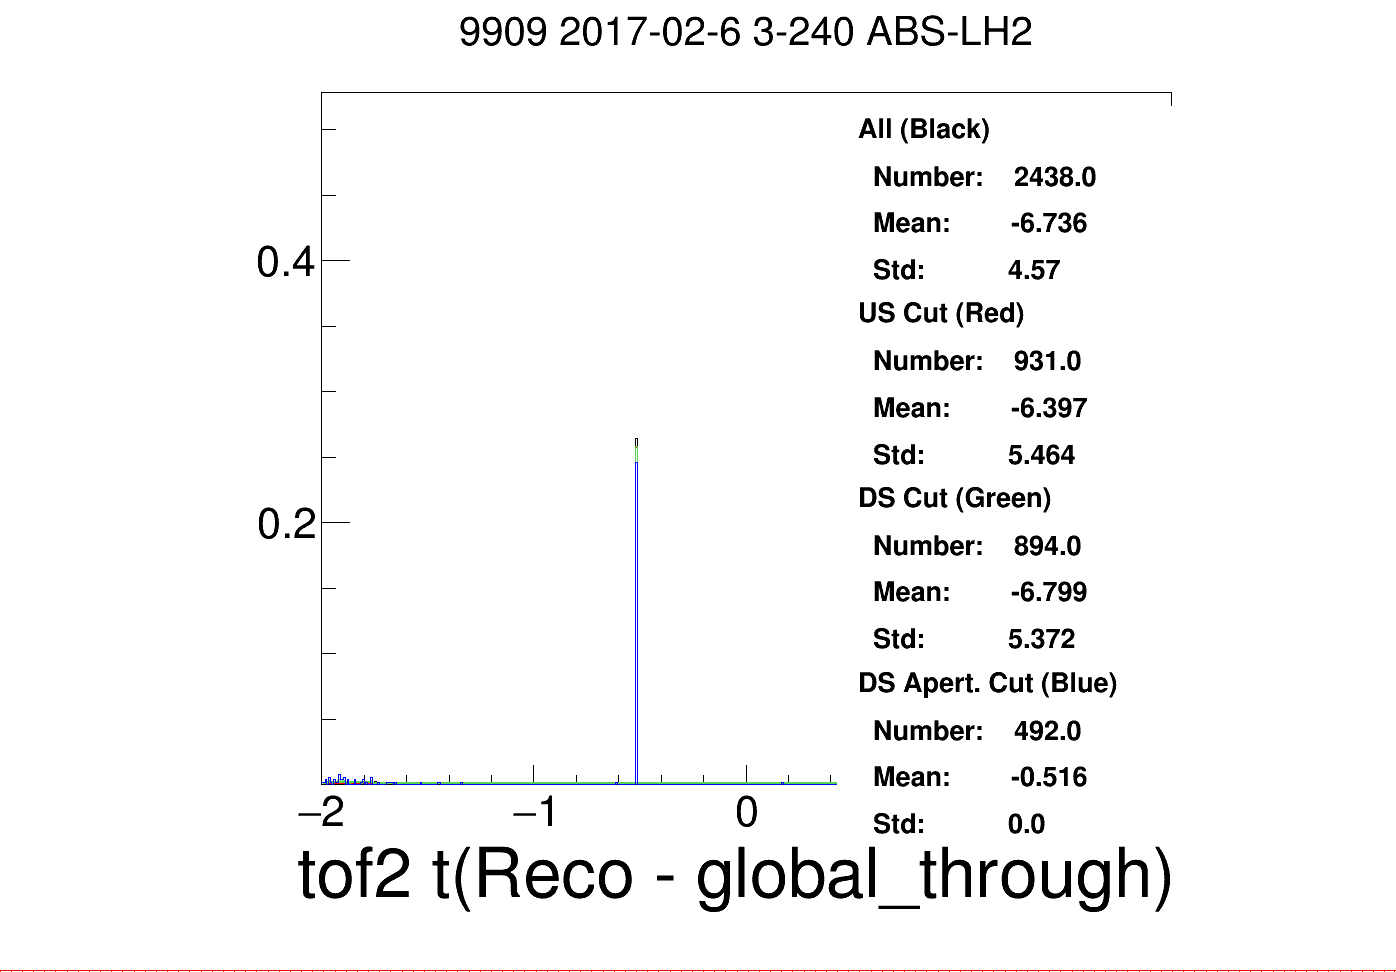 9909 2017-02-6 3-240 ABS-LH2
All (Black)
Number: 2438.0
Mean: -6.736
Std: 4.57
US Cut (Red)
Number: 931.0
Mean: -6.397
Std: 5.464
DS Cut (Green)
Number: 894.0
Mean: -6.799
Std: 5.372
DS Apert. Cut (Blue)
Number: 492.0
Mean: -0.516
Std: 0.0
0.4
0.2
−2 −1 0
tof2 t(Reco - global_through)